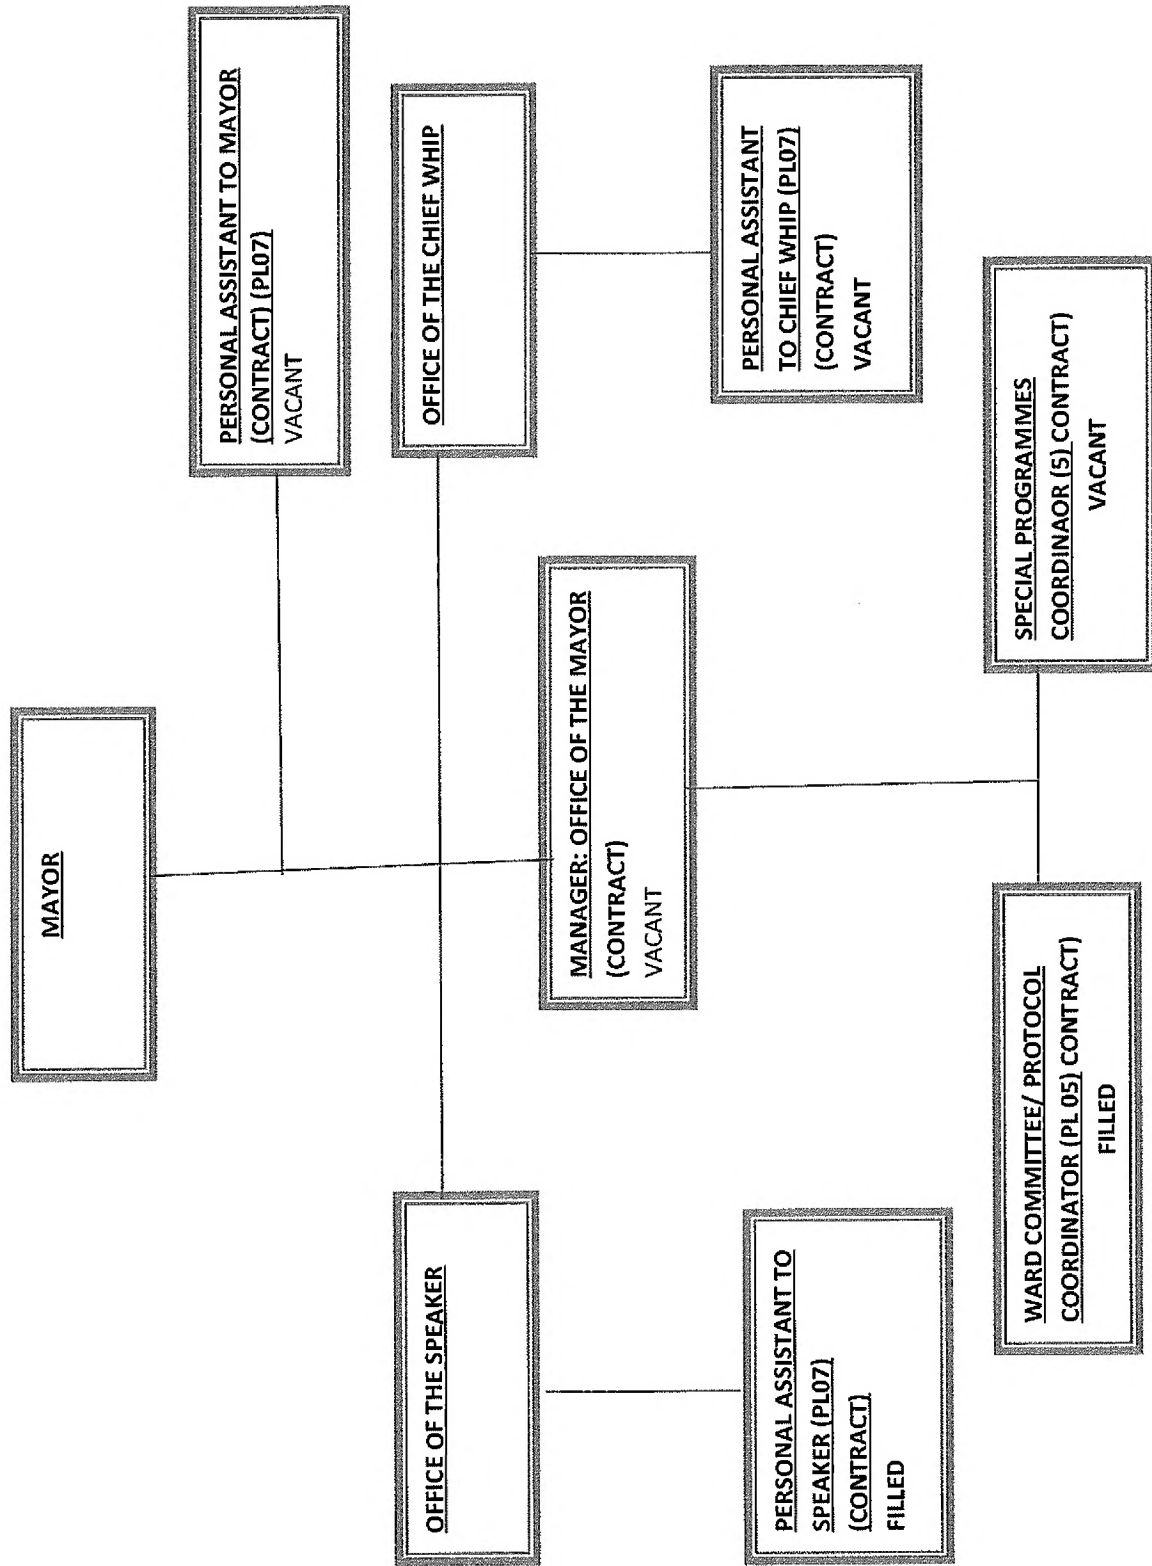 MAYOR
PERSONAL ASSISTANT TO MAYOR
(CONTRACT) (PL07)
VACANT
OFFICE OF THE SPEAKER
OFFICE OF THE CHIEF WHIP
MANAGER: OFFICE OF THE MAYOR
(CONTRACT)
VACANT
PERSONAL ASSISTANT TO
SPEAKER (PL07)
(CONTRACT)
FILLED
PERSONAL ASSISTANT
TO CHIEF WHIP (PL07)
(CONTRACT)
VACANT
WARD COMMITTEE/ PROTOCOL
COORDINATOR (PL 05) CONTRACT)
FILLED
SPECIAL PROGRAMMES
COORDINAOR (5) CONTRACT)
VACANT